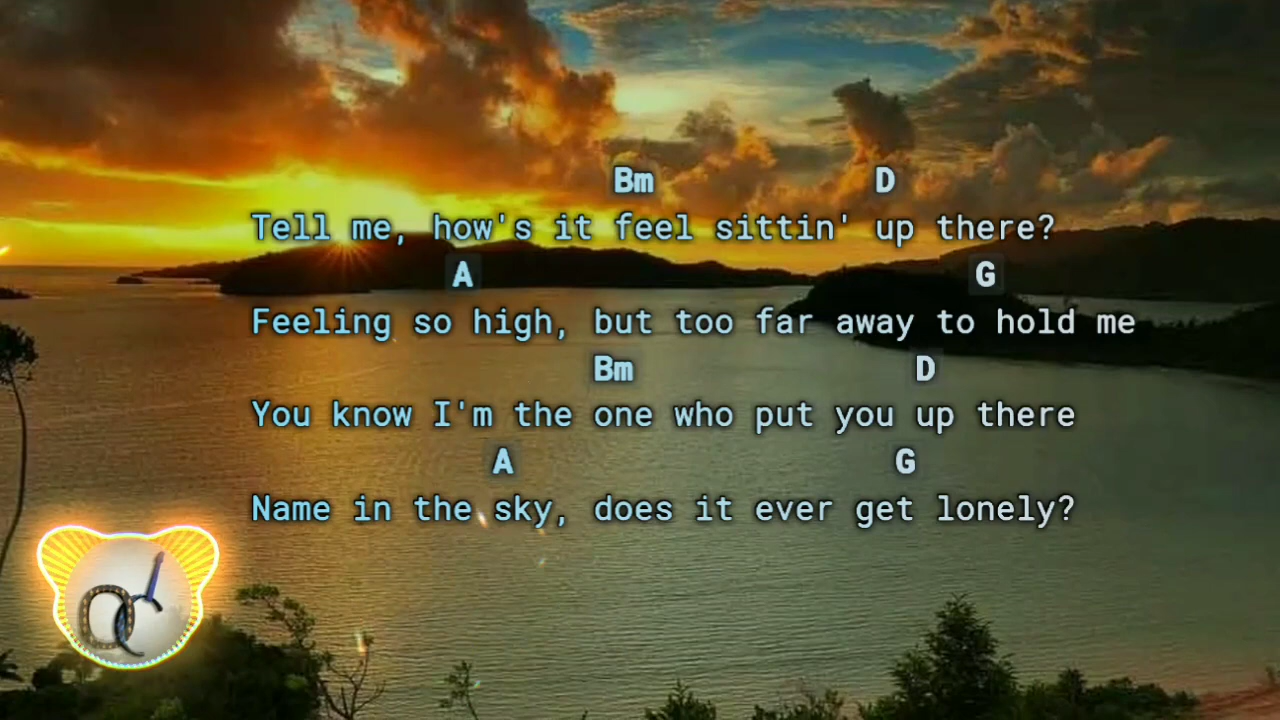 Bm D
Tell me, how's it feel sittin' up there?
A G
Feeling so high, but too far away to hold me
Bm D
You know I'm the one who put you up there
A G
Name in the sky, does it ever get lonely?